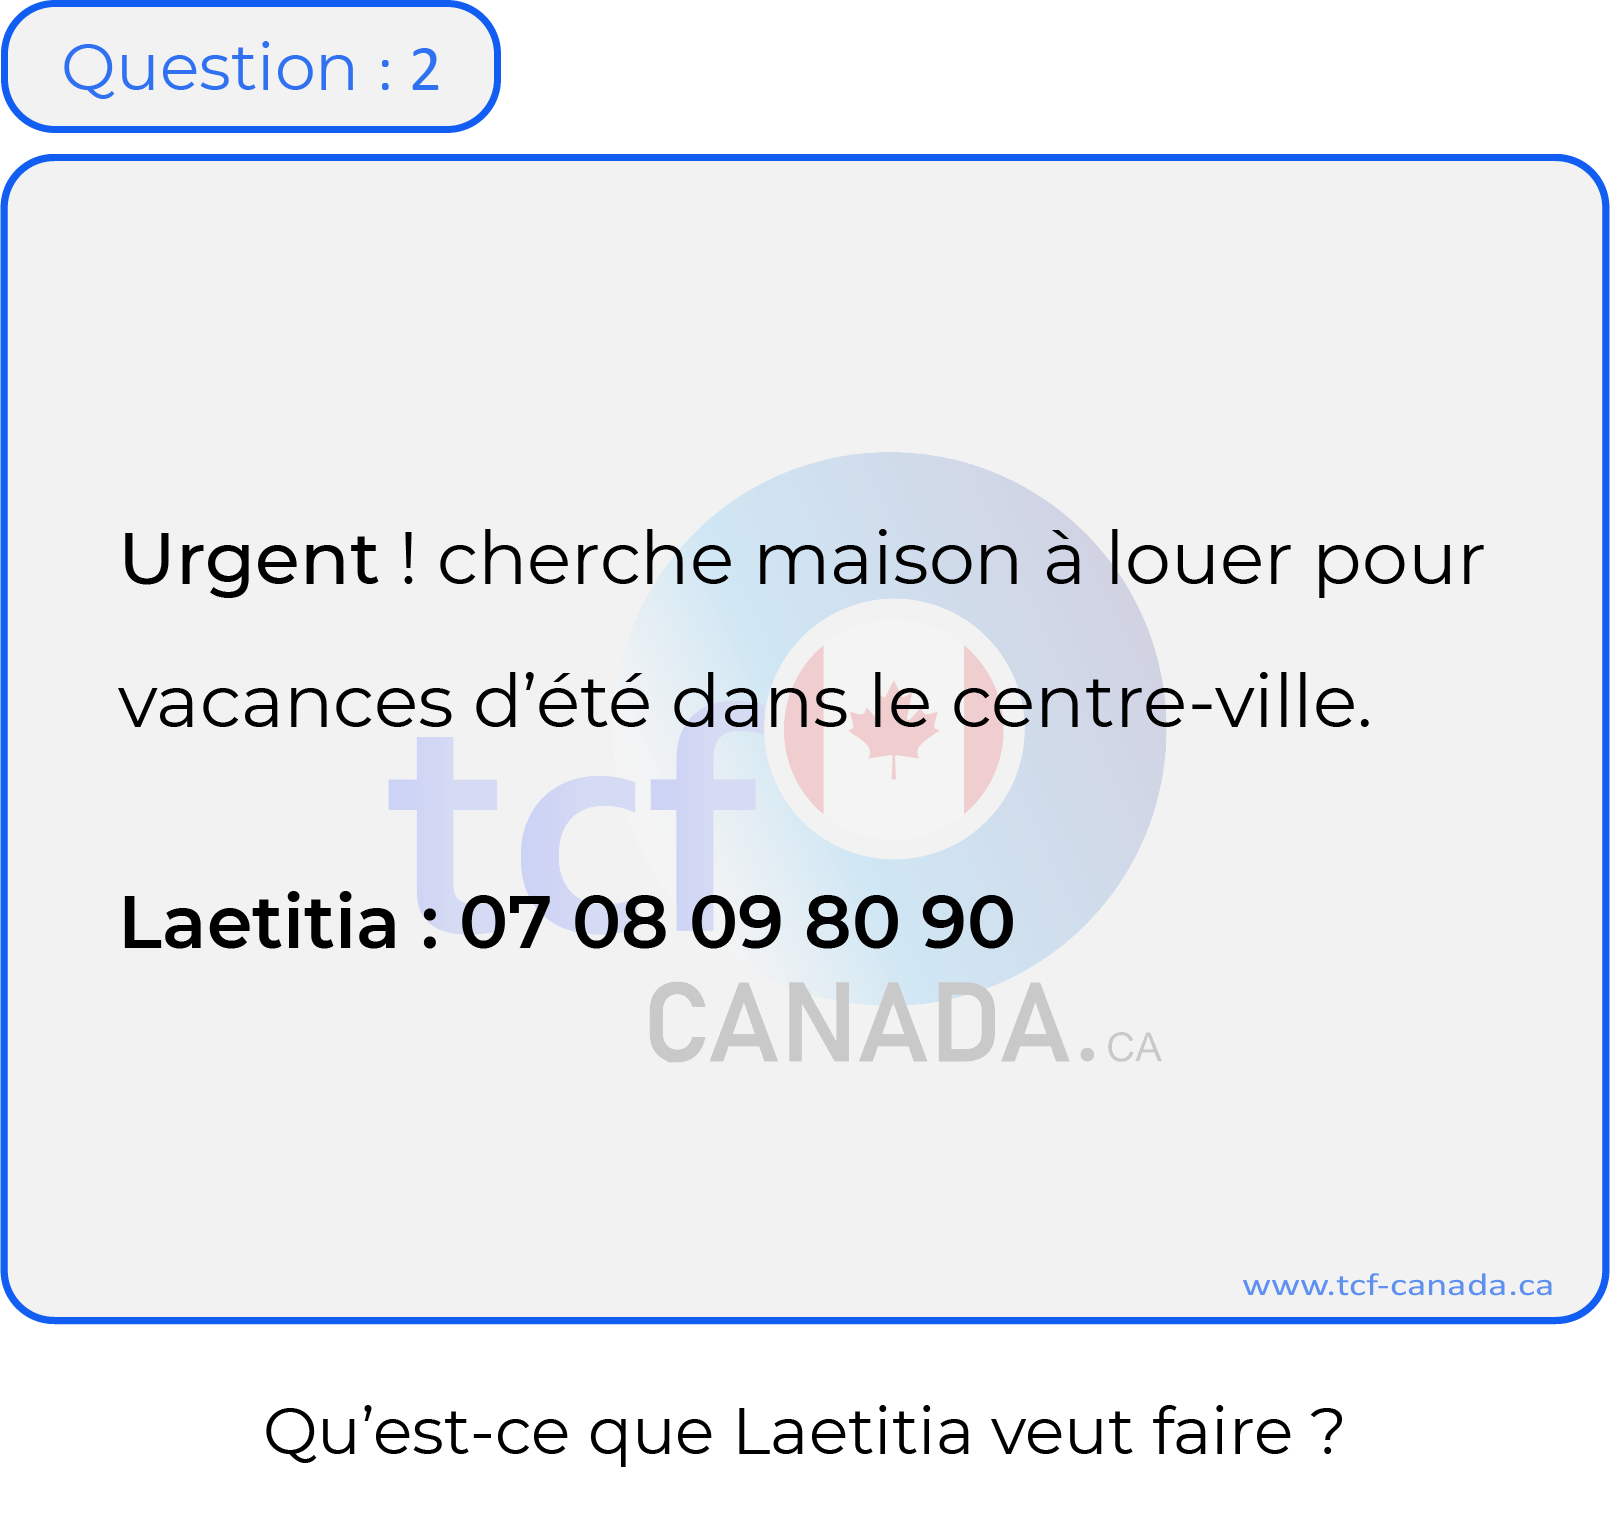 Question : 2
Urgent ! cherche maison à louer pour
vacances d’été dans le centre-ville.
Laetitia : 07 08 09 80 90
tcf
CANADA.CA
www.tcf-canada.ca
Qu’est-ce que Laetitia veut faire ?